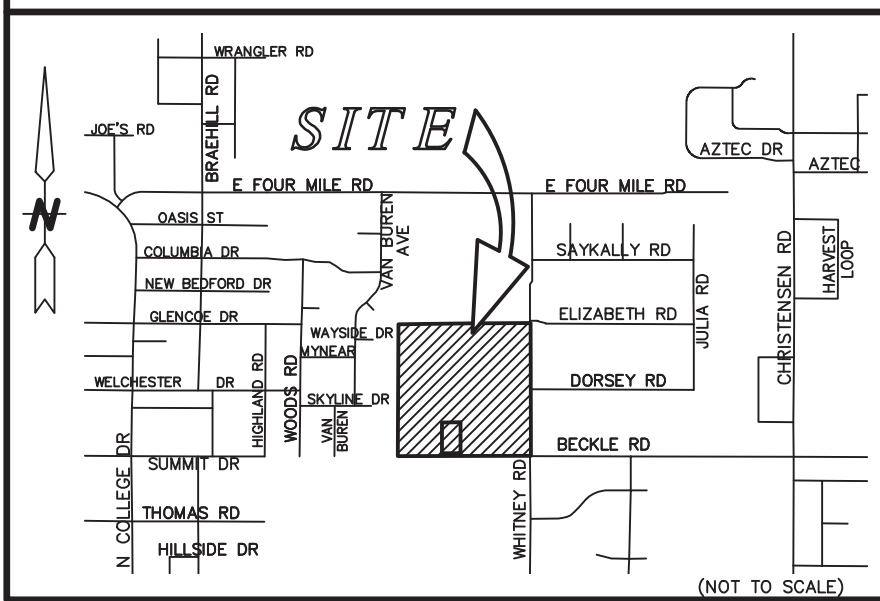 WRANGLER RD
BRAEHILL RD
SITE
JOE'S RD
AZTEC DR
AZTEC
E FOUR MILE RD
E FOUR MILE RD
OASIS ST
VAN BUREN
AVE
N
COLUMBIA DR
SAYKALLY RD
CHRISTENSEN RD
HARVEST
LOOP
NEW BEDFORD DR
JULIA RD
GLENCOE DR
ELIZABETH RD
WAYSIDE DR
MYNEAR
HIGHLAND RD
WOODS RD
WELCHESTER DR
DORSEY RD
SKYLINE DR
VAN
BUREN
BECKLE RD
N COLLEGE DR
SUMMIT DR
WHITNEY RD
THOMAS RD
HILLSIDE DR
(NOT TO SCALE)